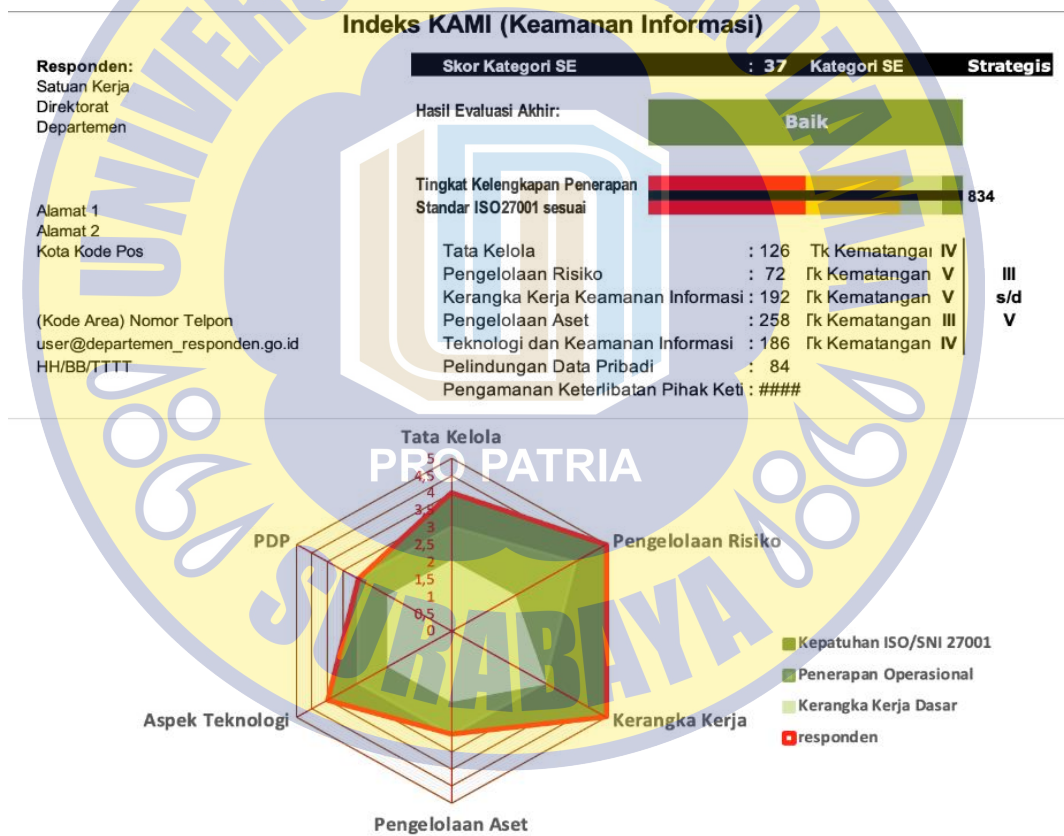 Indeks KAMI (Keamanan Informasi)
Responden:
Satuan Kerja
Direktorat
Departemen
Alamat 1
Alamat 2
Kota Kode Pos
(Kode Area) Nomor Telpon
user@departemen_responden.go.id
HH/BB/TTTT
Skor Kategori SE : 37 Kategori SE Strategis
Hasil Evaluasi Akhir: Baik
Tingkat Kelengkapan Penerapan
Standar ISO27001 sesuai
834
Tata Kelola : 126 Tk Kematangan IV
Pengelolaan Risiko : 72 Tk Kematangan V III
Kerangka Kerja Keamanan Informasi : 192 Tk Kematangan V s/d
Pengelolaan Aset : 258 Tk Kematangan III V
Teknologi dan Keamanan Informasi : 186 Tk Kematangan IV
Pelindungan Data Pribadi : 84
Pengamanan Keterlibatan Pihak Keti : ####
Tata Kelola
5
4,5
4
3,5
3
2,5
2
1,5
1
0,5
0
Pengelolaan Risiko
Kerangka Kerja
Pengelolaan Aset
Aspek Teknologi
PDP
Kepatuhan ISO/SNI 27001
Penerapan Operasional
Kerangka Kerja Dasar
responden
PRO PATRIA
SURABAYA